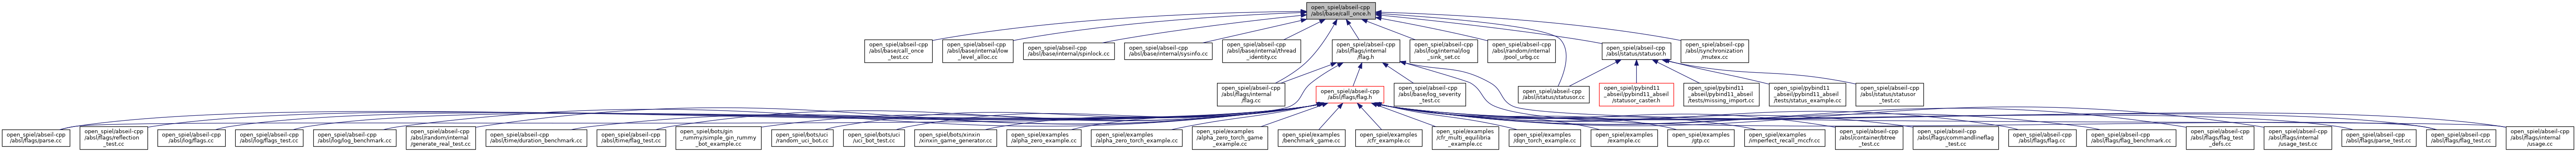 open_spiel/abseil-cpp
/absl/base/call_once.h
open_spiel/abseil-cpp
/absl/base/call_once
_test.cc
open_spiel/abseil-cpp
/absl/base/internal/low
_level_alloc.cc
open_spiel/abseil-cpp
/absl/base/internal/spinlock.cc
open_spiel/abseil-cpp
/absl/base/internal/sysinfo.cc
open_spiel/abseil-cpp
/absl/base/internal/thread
_identity.cc
open_spiel/abseil-cpp
/absl/flags/internal
/flag.h
open_spiel/abseil-cpp
/absl/log/internal/log
_sink_set.cc
open_spiel/abseil-cpp
/absl/random/internal
/pool_urbg.cc
open_spiel/abseil-cpp
/absl/status/statusor.h
open_spiel/abseil-cpp
/absl/synchronization
/mutex.cc
open_spiel/abseil-cpp
/absl/flags/internal
/flag.cc
open_spiel/abseil-cpp
/absl/flags/flag.h
open_spiel/abseil-cpp
/absl/base/log_severity
_test.cc
open_spiel/abseil-cpp
/absl/status/statusor.cc
open_spiel/pybind11
_abseil/pybind11_abseil
/statusor_caster.h
open_spiel/pybind11
_abseil/pybind11_abseil
/tests/missing_import.cc
open_spiel/pybind11
_abseil/pybind11_abseil
/tests/status_example.cc
open_spiel/abseil-cpp
/absl/status/statusor
_test.cc
open_spiel/abseil-cpp
/absl/flags/parse.cc
open_spiel/abseil-cpp
/absl/flags/reflection
_test.cc
open_spiel/abseil-cpp
/absl/log/flags.cc
open_spiel/abseil-cpp
/absl/log/flags_test.cc
open_spiel/abseil-cpp
/absl/log/log_benchmark.cc
open_spiel/abseil-cpp
/absl/random/internal
/generate_real_test.cc
open_spiel/abseil-cpp
/absl/time/duration_benchmark.cc
open_spiel/abseil-cpp
/absl/time/flag_test.cc
open_spiel/bots/gin
_rummy/simple_gin_rummy
_bot_example.cc
open_spiel/bots/uci
/random_uci_bot.cc
open_spiel/bots/uci
/uci_bot_test.cc
open_spiel/bots/xinxin
/xinxin_game_generator.cc
open_spiel/examples
/alpha_zero_example.cc
open_spiel/examples
/alpha_zero_torch_example.cc
open_spiel/examples
/alpha_zero_torch_game
_example.cc
open_spiel/examples
/benchmark_game.cc
open_spiel/examples
/cfr_example.cc
open_spiel/examples
/cfr_multi_equilibria
_example.cc
open_spiel/examples
/dqn_torch_example.cc
open_spiel/examples
/example.cc
open_spiel/examples
/gtp.cc
open_spiel/examples
/imperfect_recall_mccfr.cc
open_spiel/abseil-cpp
/absl/container/btree
_test.cc
open_spiel/abseil-cpp
/absl/flags/commandlineflag
_test.cc
open_spiel/abseil-cpp
/absl/flags/flag.cc
open_spiel/abseil-cpp
/absl/flags/flag_benchmark.cc
open_spiel/abseil-cpp
/absl/flags/flag_test
_defs.cc
open_spiel/abseil-cpp
/absl/flags/internal
/usage_test.cc
open_spiel/abseil-cpp
/absl/flags/parse_test.cc
open_spiel/abseil-cpp
/absl/flags/flag_test.cc
open_spiel/abseil-cpp
/absl/flags/internal
/usage.cc